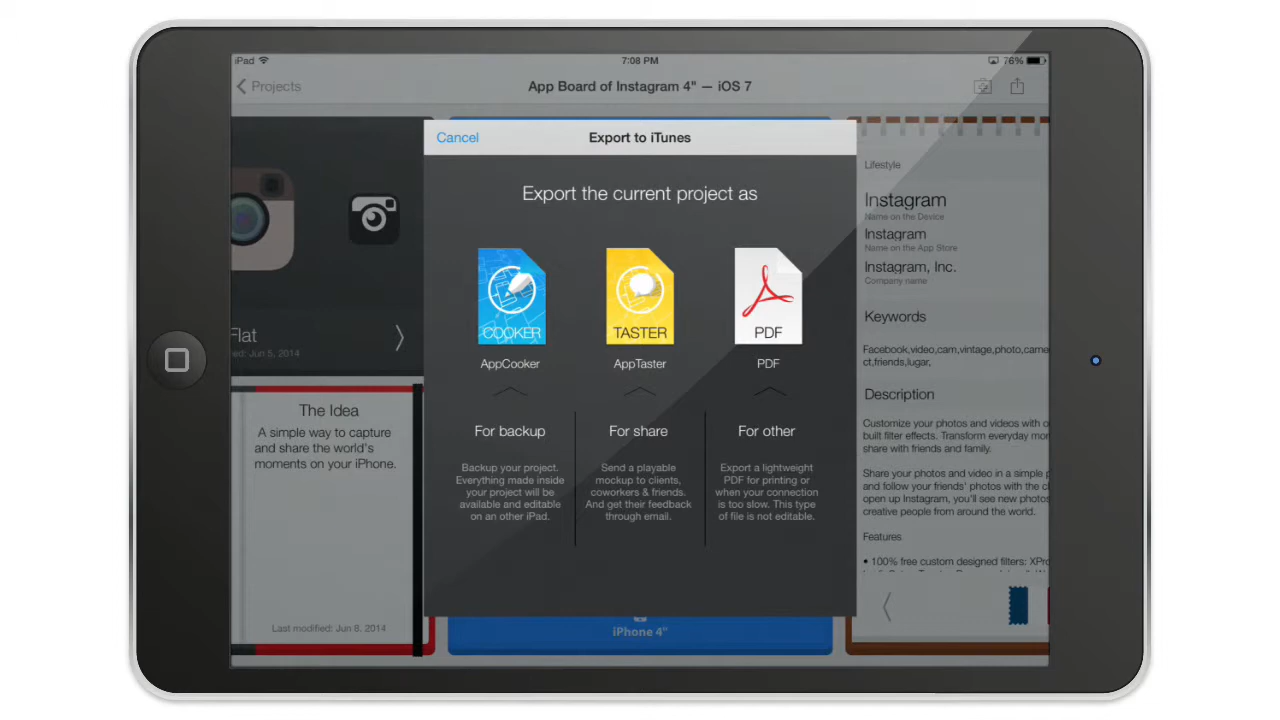 iPad
7:08 PM
76%
Projects
App Board of Instagram 4" — iOS 7
Cancel
Export to iTunes
Export the current project as
COOKER
TASTER
PDF
AppCooker
AppTaster
PDF
For backup
For share
For other
Backup your project.
Everything made inside
your project will be
available and editable
on an other iPad.
Send a playable
mockup to clients,
coworkers & friends.
And get their feedback
through email.
Export a lightweight
PDF for printing or
when your connection
is too slow. This type
of file is not editable.
Flat
ed: Jun 5, 2014
The Idea
A simple way to capture
and share the world's
moments on your iPhone.
Last modified: Jun 8, 2014
iPhone 4"
Lifestyle
Instagram
Name on the Device
Instagram
Name on the App Store
Instagram, Inc.
Company name
Keywords
Facebook,video,cam,vintage,photo,came
ct,friends,lugar,
Description
Customize your photos and videos with o
built filter effects. Transform everyday mor
share with friends and family.
Share your photos and video in a simple p
and follow your friends' photos with the cl
open up Instagram, you'll see new photos
creative people from around the world.
Features
• 100% free custom designed filters: XPro